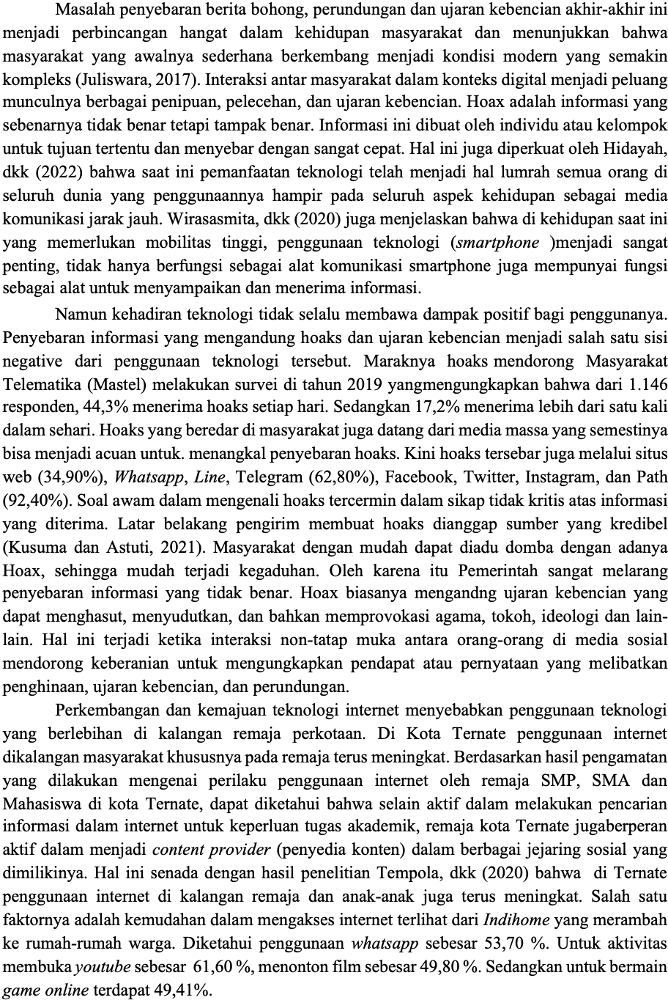 Masalah penyebaran berita bohong, perundungan dan ujaran kebencian akhir-akhir ini
menjadi perbincangan hangat dalam kehidupan masyarakat dan menunjukkan bahwa
masyarakat yang awalnya sederhana berkembang menjadi kondisi modern yang semakin
kompleks (Juliswara, 2017). Interaksi antar masyarakat dalam konteks digital menjadi peluang
munculnya berbagai penipuan, pelecehan, dan ujaran kebencian. Hoax adalah informasi yang
sebenarnya tidak benar tetapi tampak benar. Informasi ini dibuat oleh individu atau kelompok
untuk tujuan tertentu dan menyebar dengan sangat cepat. Hal ini juga diperkuat oleh Hidayah,
dkk (2022) bahwa saat ini pemanfaatan teknologi telah menjadi hal lumrah semua orang di
seluruh dunia yang penggunaannya hampir pada seluruh aspek kehidupan sebagai media
komunikasi jarak jauh. Wirasasmita, dkk (2020) juga menjelaskan bahwa di kehidupan saat ini
yang memerlukan mobilitas tinggi, penggunaan teknologi (smartphone )menjadi sangat
penting, tidak hanya berfungsi sebagai alat komunikasi smartphone juga mempunyai fungsi
sebagai alat untuk menyampaikan dan menerima informasi.
Namun kehadiran teknologi tidak selalu membawa dampak positif bagi penggunanya.
Penyebaran informasi yang mengandung hoaks dan ujaran kebencian menjadi salah satu sisi
negative dari penggunaan teknologi tersebut. Maraknya hoaks mendorong Masyarakat
Telematika (Mastel) melakukan survei di tahun 2019 yangmengungkapkan bahwa dari 1.146
responden, 44,3% menerima hoaks setiap hari. Sedangkan 17,2% menerima lebih dari satu kali
dalam sehari. Hoaks yang beredar di masyarakat juga datang dari media massa yang semestinya
bisa menjadi acuan untuk. menangkal penyebaran hoaks. Kini hoaks tersebar juga melalui situs
web (34,90%), Whatsapp, Line, Telegram (62,80%), Facebook, Twitter, Instagram, dan Path
(92,40%). Soal awam dalam mengenali hoaks tercermin dalam sikap tidak kritis atas informasi
yang diterima. Latar belakang pengirim membuat hoaks dianggap sumber yang kredibel
(Kusuma dan Astuti, 2021). Masyarakat dengan mudah dapat diadu domba dengan adanya
Hoax, sehingga mudah terjadi kegaduhan. Oleh karena itu Pemerintah sangat melarang
penyebaran informasi yang tidak benar. Hoax biasanya mengandng ujaran kebencian yang
dapat menghasut, menyudutkan, dan bahkan memprovokasi agama, tokoh, ideologi dan lain-
lain. Hal ini terjadi ketika interaksi non-tatap muka antara orang-orang di media sosial
mendorong keberanian untuk mengungkapkan pendapat atau pernyataan yang melibatkan
penghinaan, ujaran kebencian, dan perundungan.
Perkembangan dan kemajuan teknologi internet menyebabkan penggunaan teknologi
yang berlebihan di kalangan remaja perkotaan. Di Kota Ternate penggunaan internet
dikalangan masyarakat khususnya pada remaja terus meningkat. Berdasarkan hasil pengamatan
yang dilakukan mengenai perilaku penggunaan internet oleh remaja SMP, SMA dan
Mahasiswa di kota Ternate, dapat diketahui bahwa selain aktif dalam melakukan pencarian
informasi dalam internet untuk keperluan tugas akademik, remaja kota Ternate jugaberperan
aktif dalam menjadi content provider (penyedia konten) dalam berbagai jejaring sosial yang
dimilikinya. Hal ini senada dengan hasil penelitian Tempola, dkk (2020) bahwa di Ternate
penggunaan internet di kalangan remaja dan anak-anak juga terus meningkat. Salah satu
faktornya adalah kemudahan dalam mengakses internet terlihat dari Indihome yang merambah
ke rumah-rumah warga. Diketahui penggunaan whatsapp sebesar 53,70 %. Untuk aktivitas
membuka youtube sebesar 61,60 %, menonton film sebesar 49,80 %. Sedangkan untuk bermain
game online terdapat 49,41%.